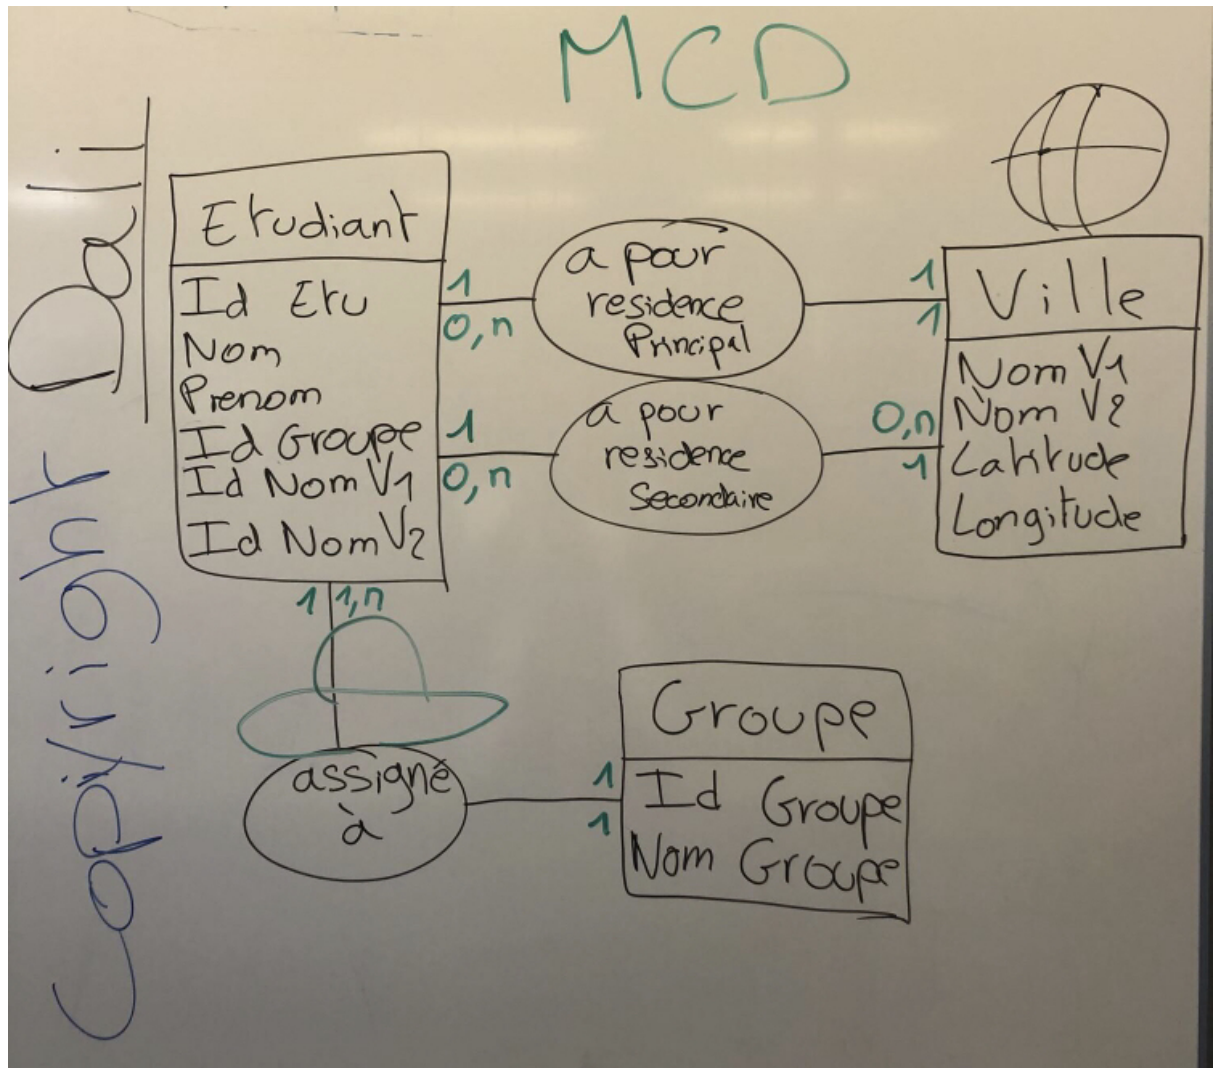 MCD
Copyright Dali
Etudiant
Id Etu
Nom
Prenom
Id Groupe
Id Nom V1
Id Nom V2
1
0,n
a pour
residence
Principal
1
1
1
0,n
a pour
residence
Secondaire
0,n
1
Ville
Nom V1
Nom V2
Latitude
Longitude
1 1,n
assigné
à
1
1
Groupe
Id Groupe
Nom Groupe